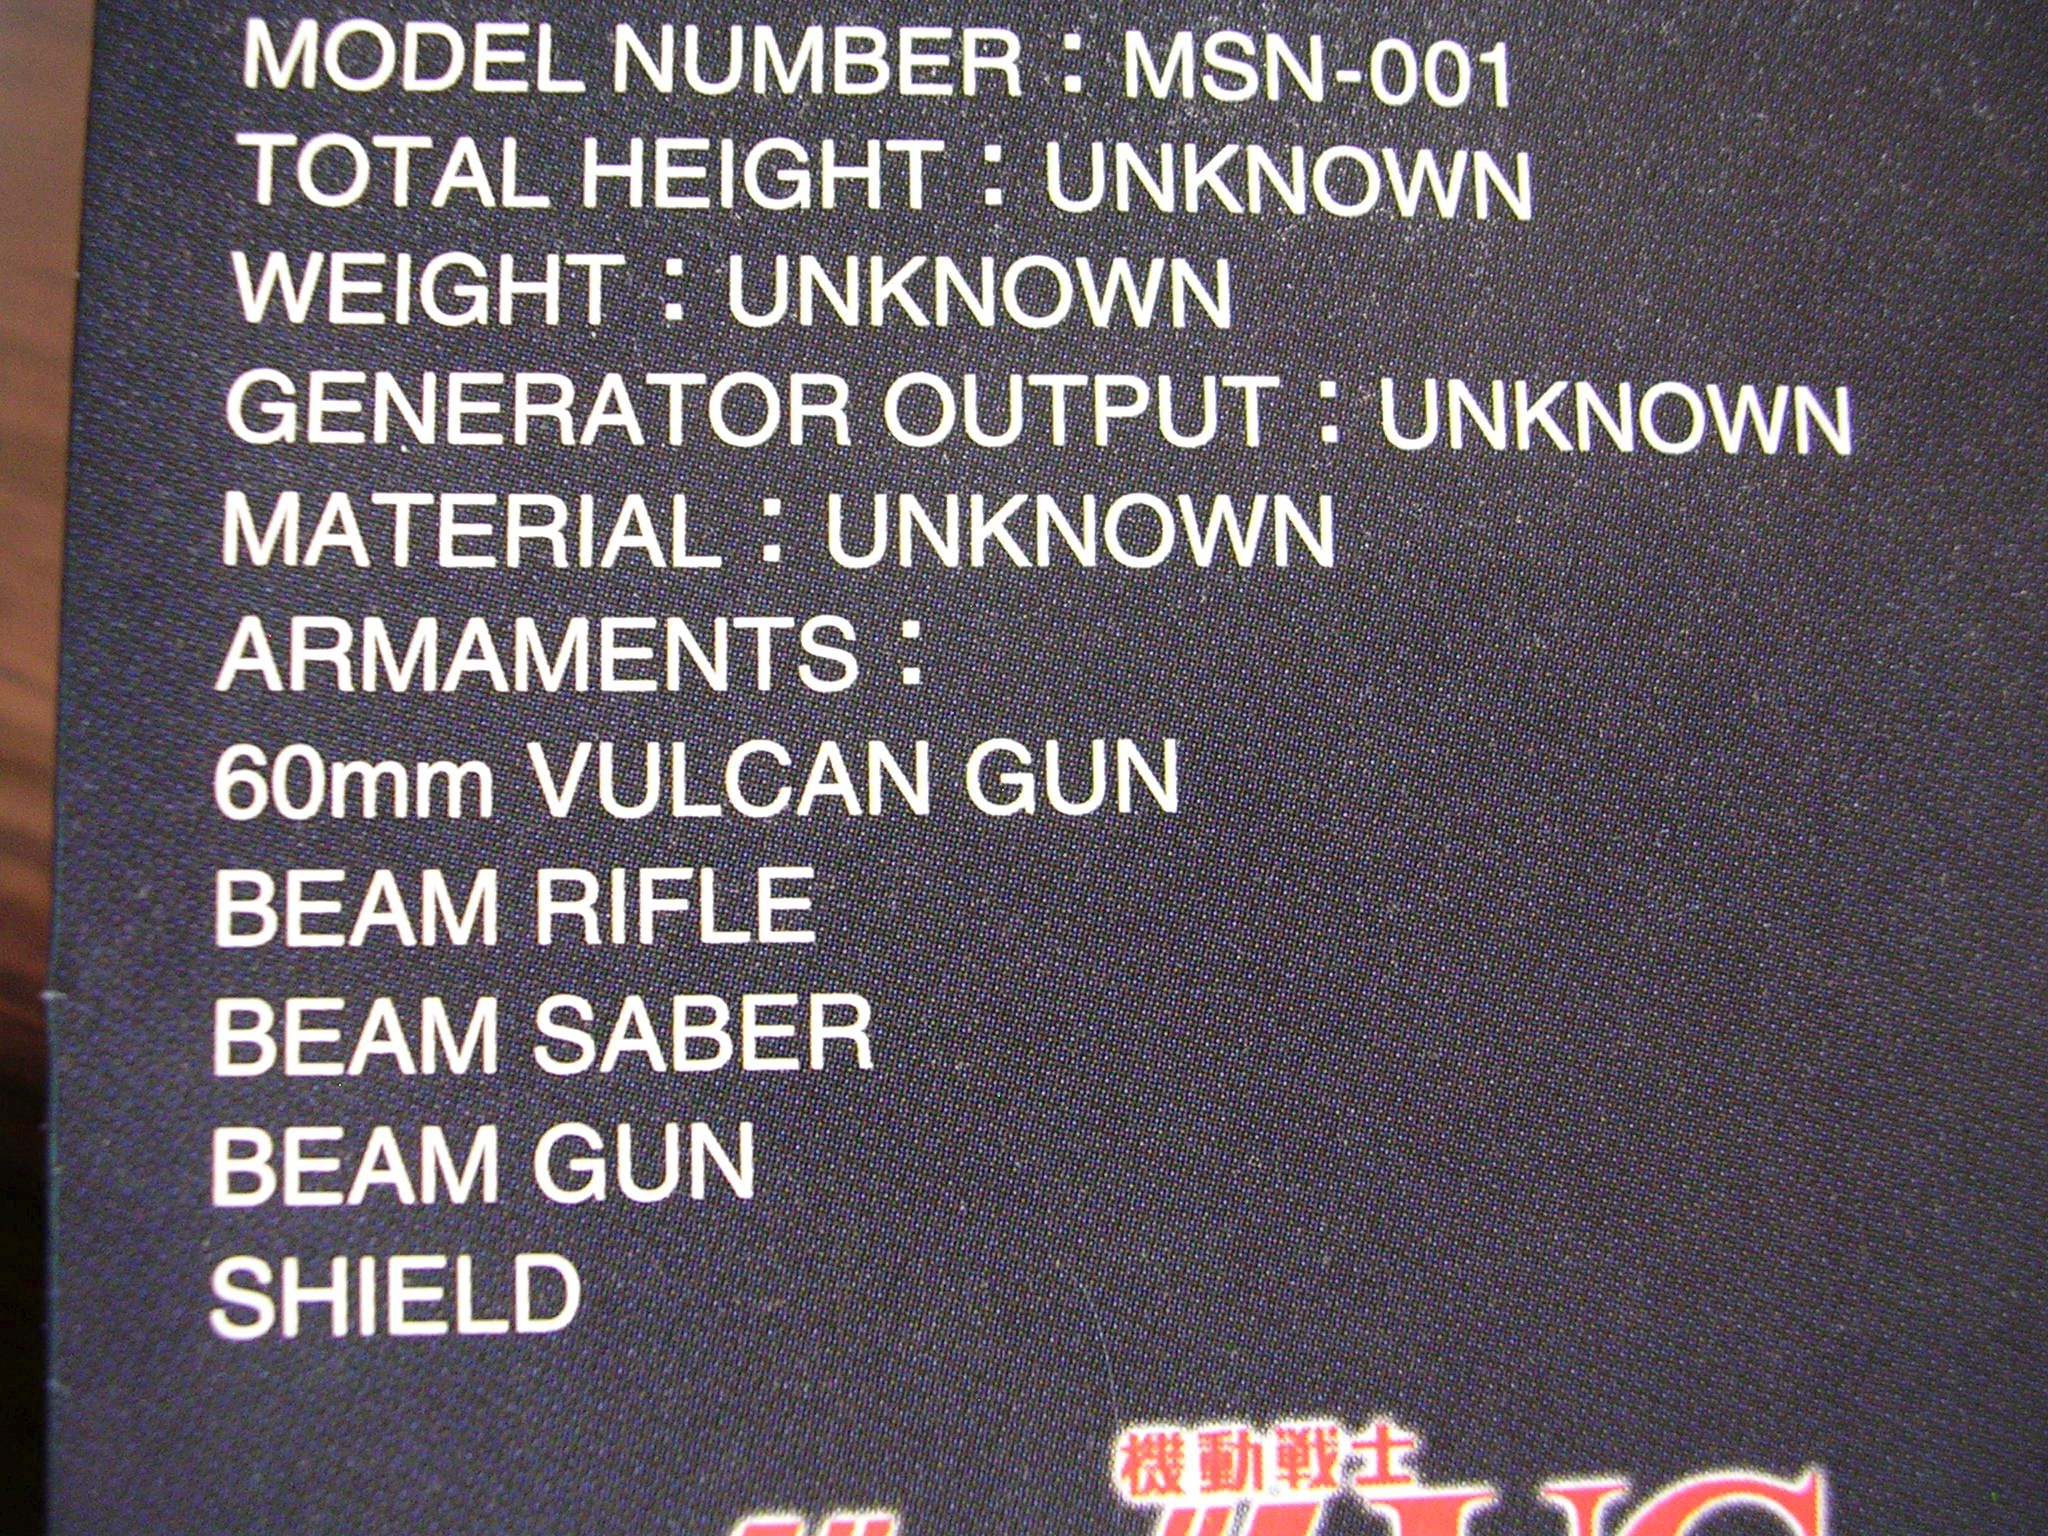 MODEL NUMBER：MSN-001
TOTAL HEIGHT：UNKNOWN
WEIGHT：UNKNOWN
GENERATOR OUTPUT：UNKNOWN
MATERIAL：UNKNOWN
ARMAMENTS：
60mm VULCAN GUN
BEAM RIFLE
BEAM SABER
BEAM GUN
SHIELD
機動戦士